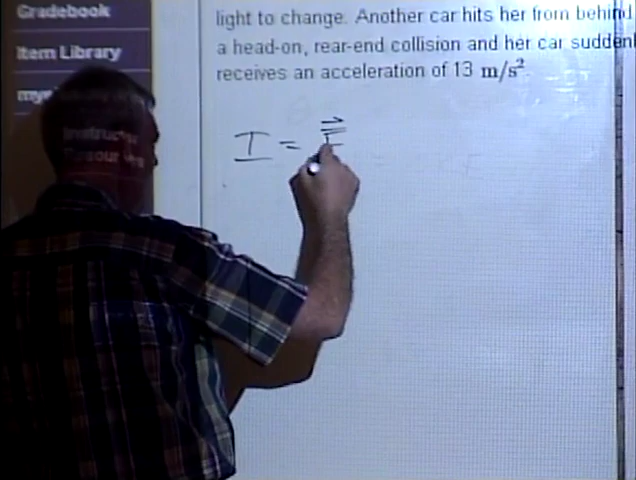 Gradebook
Item Library
light to change. Another car hits her from behind
a head-on, rear-end collision and her car sudden
receives an acceleration of 13 m/s².
I = F